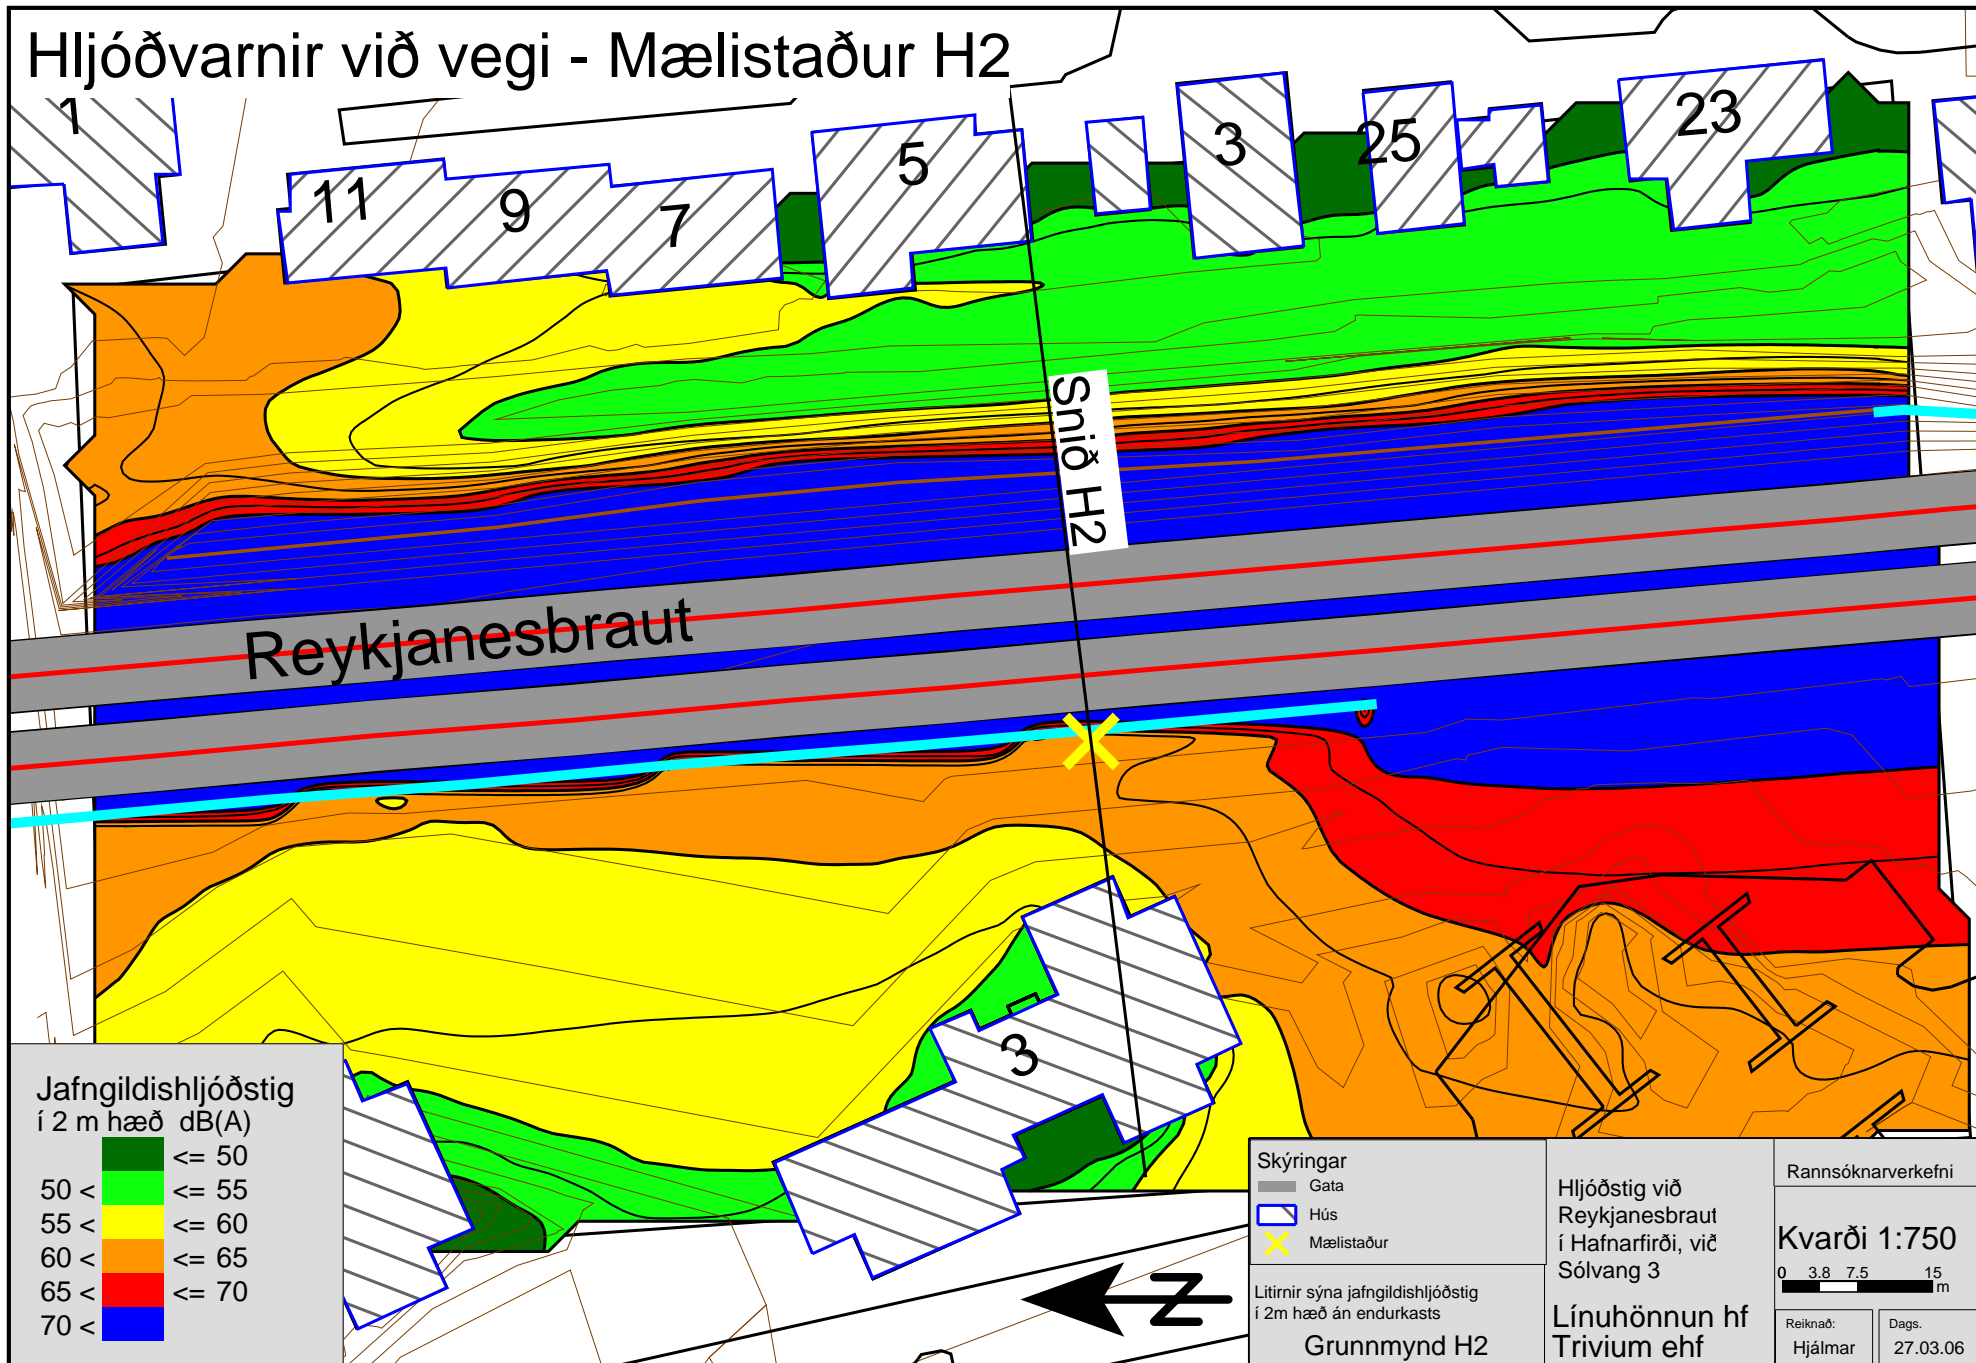 Hljóðvarnir við vegi - Mælistaður H2
1
11
9
7
5
3
25
23
Snið H2
Reykjanesbraut
3
Jafngildishljóðstig
í 2 m hæð dB(A)
<= 50
50 < <= 55
55 < <= 60
60 < <= 65
65 < <= 70
70 <
N
Skýringar
Gata
Hús
Mælistaður
Litirnir sýna jafngildishljóðstig
í 2m hæð án endurkasts
Grunnmynd H2
Hljóðstig við
Reykjanesbraut
í Hafnarfirði, við
Sólvang 3
Línuhönnun hf
Trivium ehf
Rannsóknarverkefni
Kvarði 1:750
0 3.8 7.5 15
m
Reiknað:
Hjálmar
Dags.
27.03.06